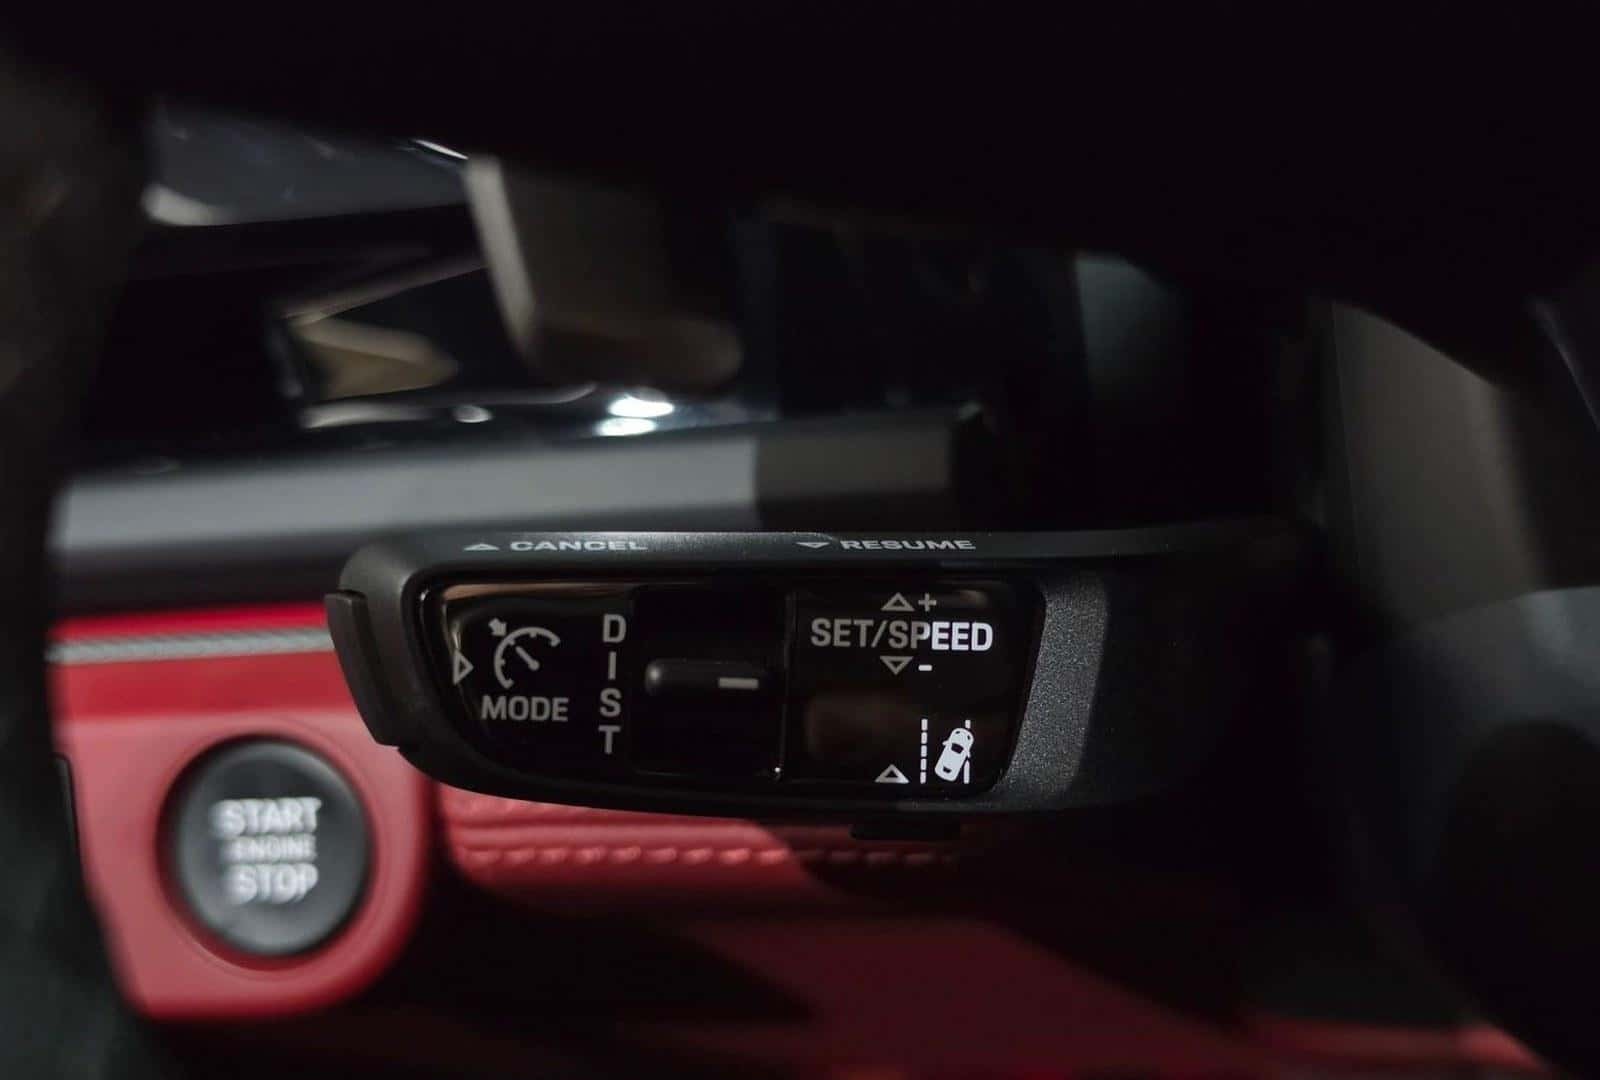 CANCEL RESUME
+
SET/SPEED
-
MODE
DIST
START
ENGINE
STOP